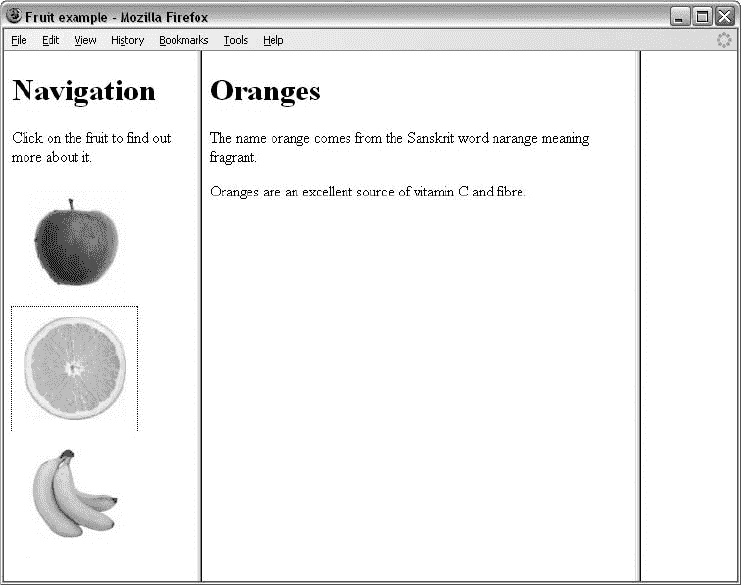 Fruit example - Mozilla Firefox
File Edit View History Bookmarks Tools Help
Navigation
Click on the fruit to find out
more about it.
Oranges
The name orange comes from the Sanskrit word narange meaning
fragrant.
Oranges are an excellent source of vitamin C and fibre.